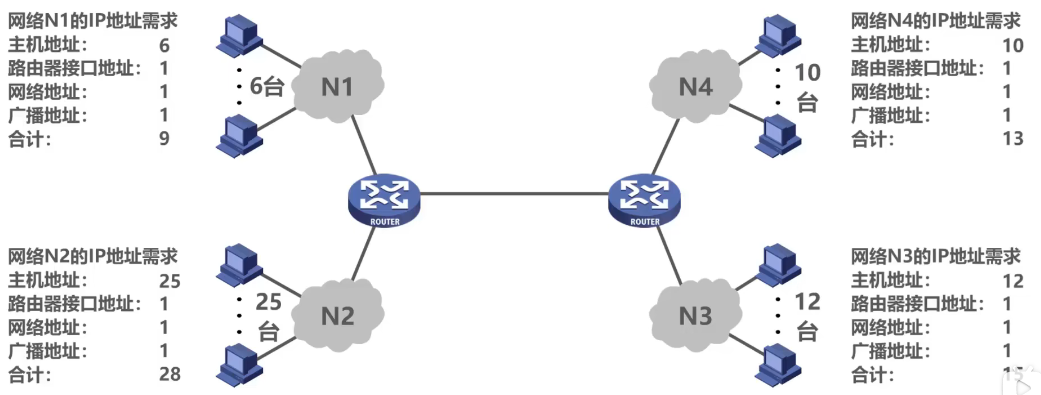 网络N1的IP地址需求
主机地址： 6
路由器接口地址： 1
网络地址： 1
广播地址： 1
合计： 9
6台
N1
网络N4的IP地址需求
主机地址： 10
路由器接口地址： 1
网络地址： 1
广播地址： 1
合计： 13
10
台
N4
ROUTER
ROUTER
网络N2的IP地址需求
主机地址： 25
路由器接口地址： 1
网络地址： 1
广播地址： 1
合计： 28
25
台
N2
网络N3的IP地址需求
主机地址： 12
路由器接口地址： 1
网络地址： 1
广播地址： 1
合计：
12
台
N3